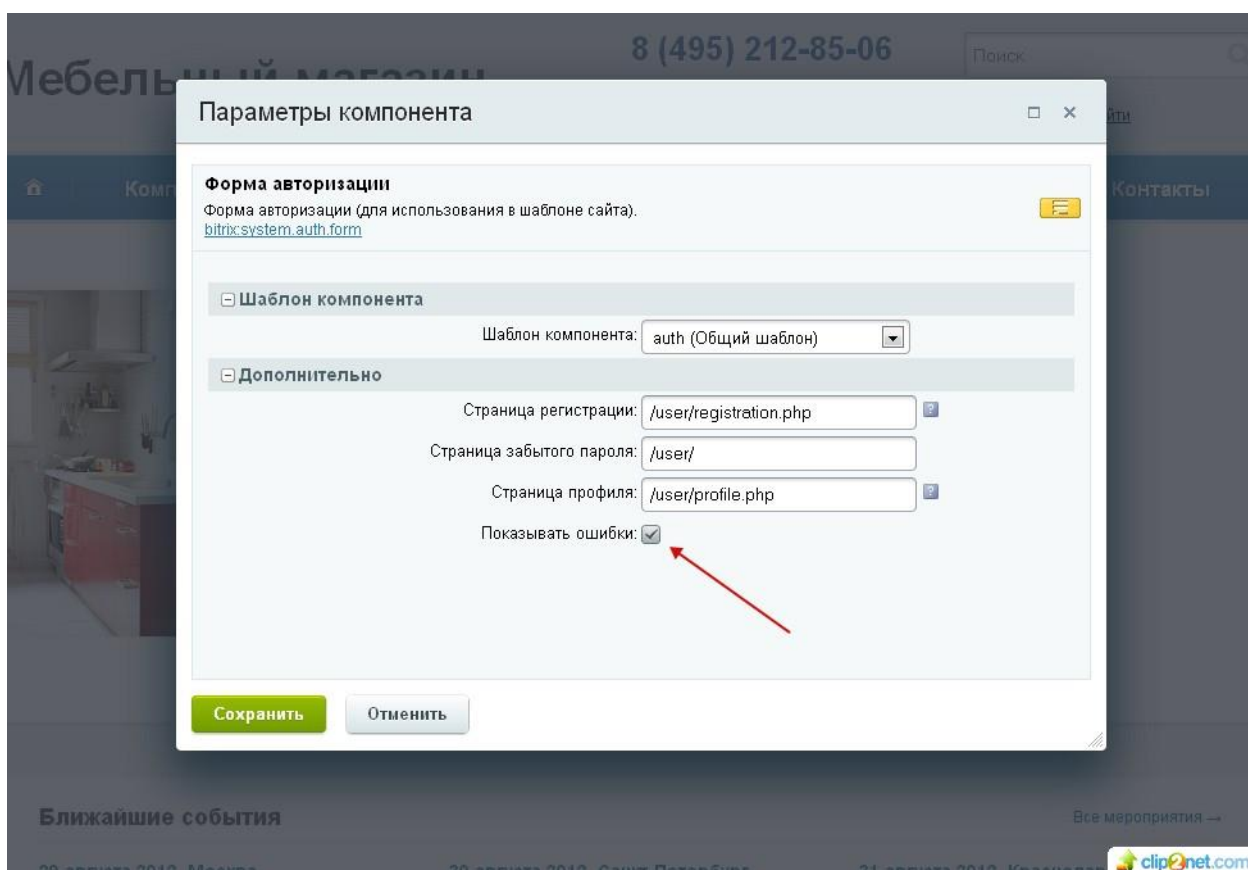 8 (495) 212-85-06
Поиск
Мебельный магазин
Параметры компонента
йти
Комп
Контакты
Форма авторизации
Форма авторизации (для использования в шаблоне сайта).
bitrix:system.auth.form
Шаблон компонента
Шаблон компонента: auth (Общий шаблон)
Дополнительно
Страница регистрации: /user/registration.php
Страница забытого пароля: /user/
Страница профиля: /user/profile.php
Показывать ошибки:
Сохранить Отменить
Ближайшие события
Все мероприятия →
clip2net.com